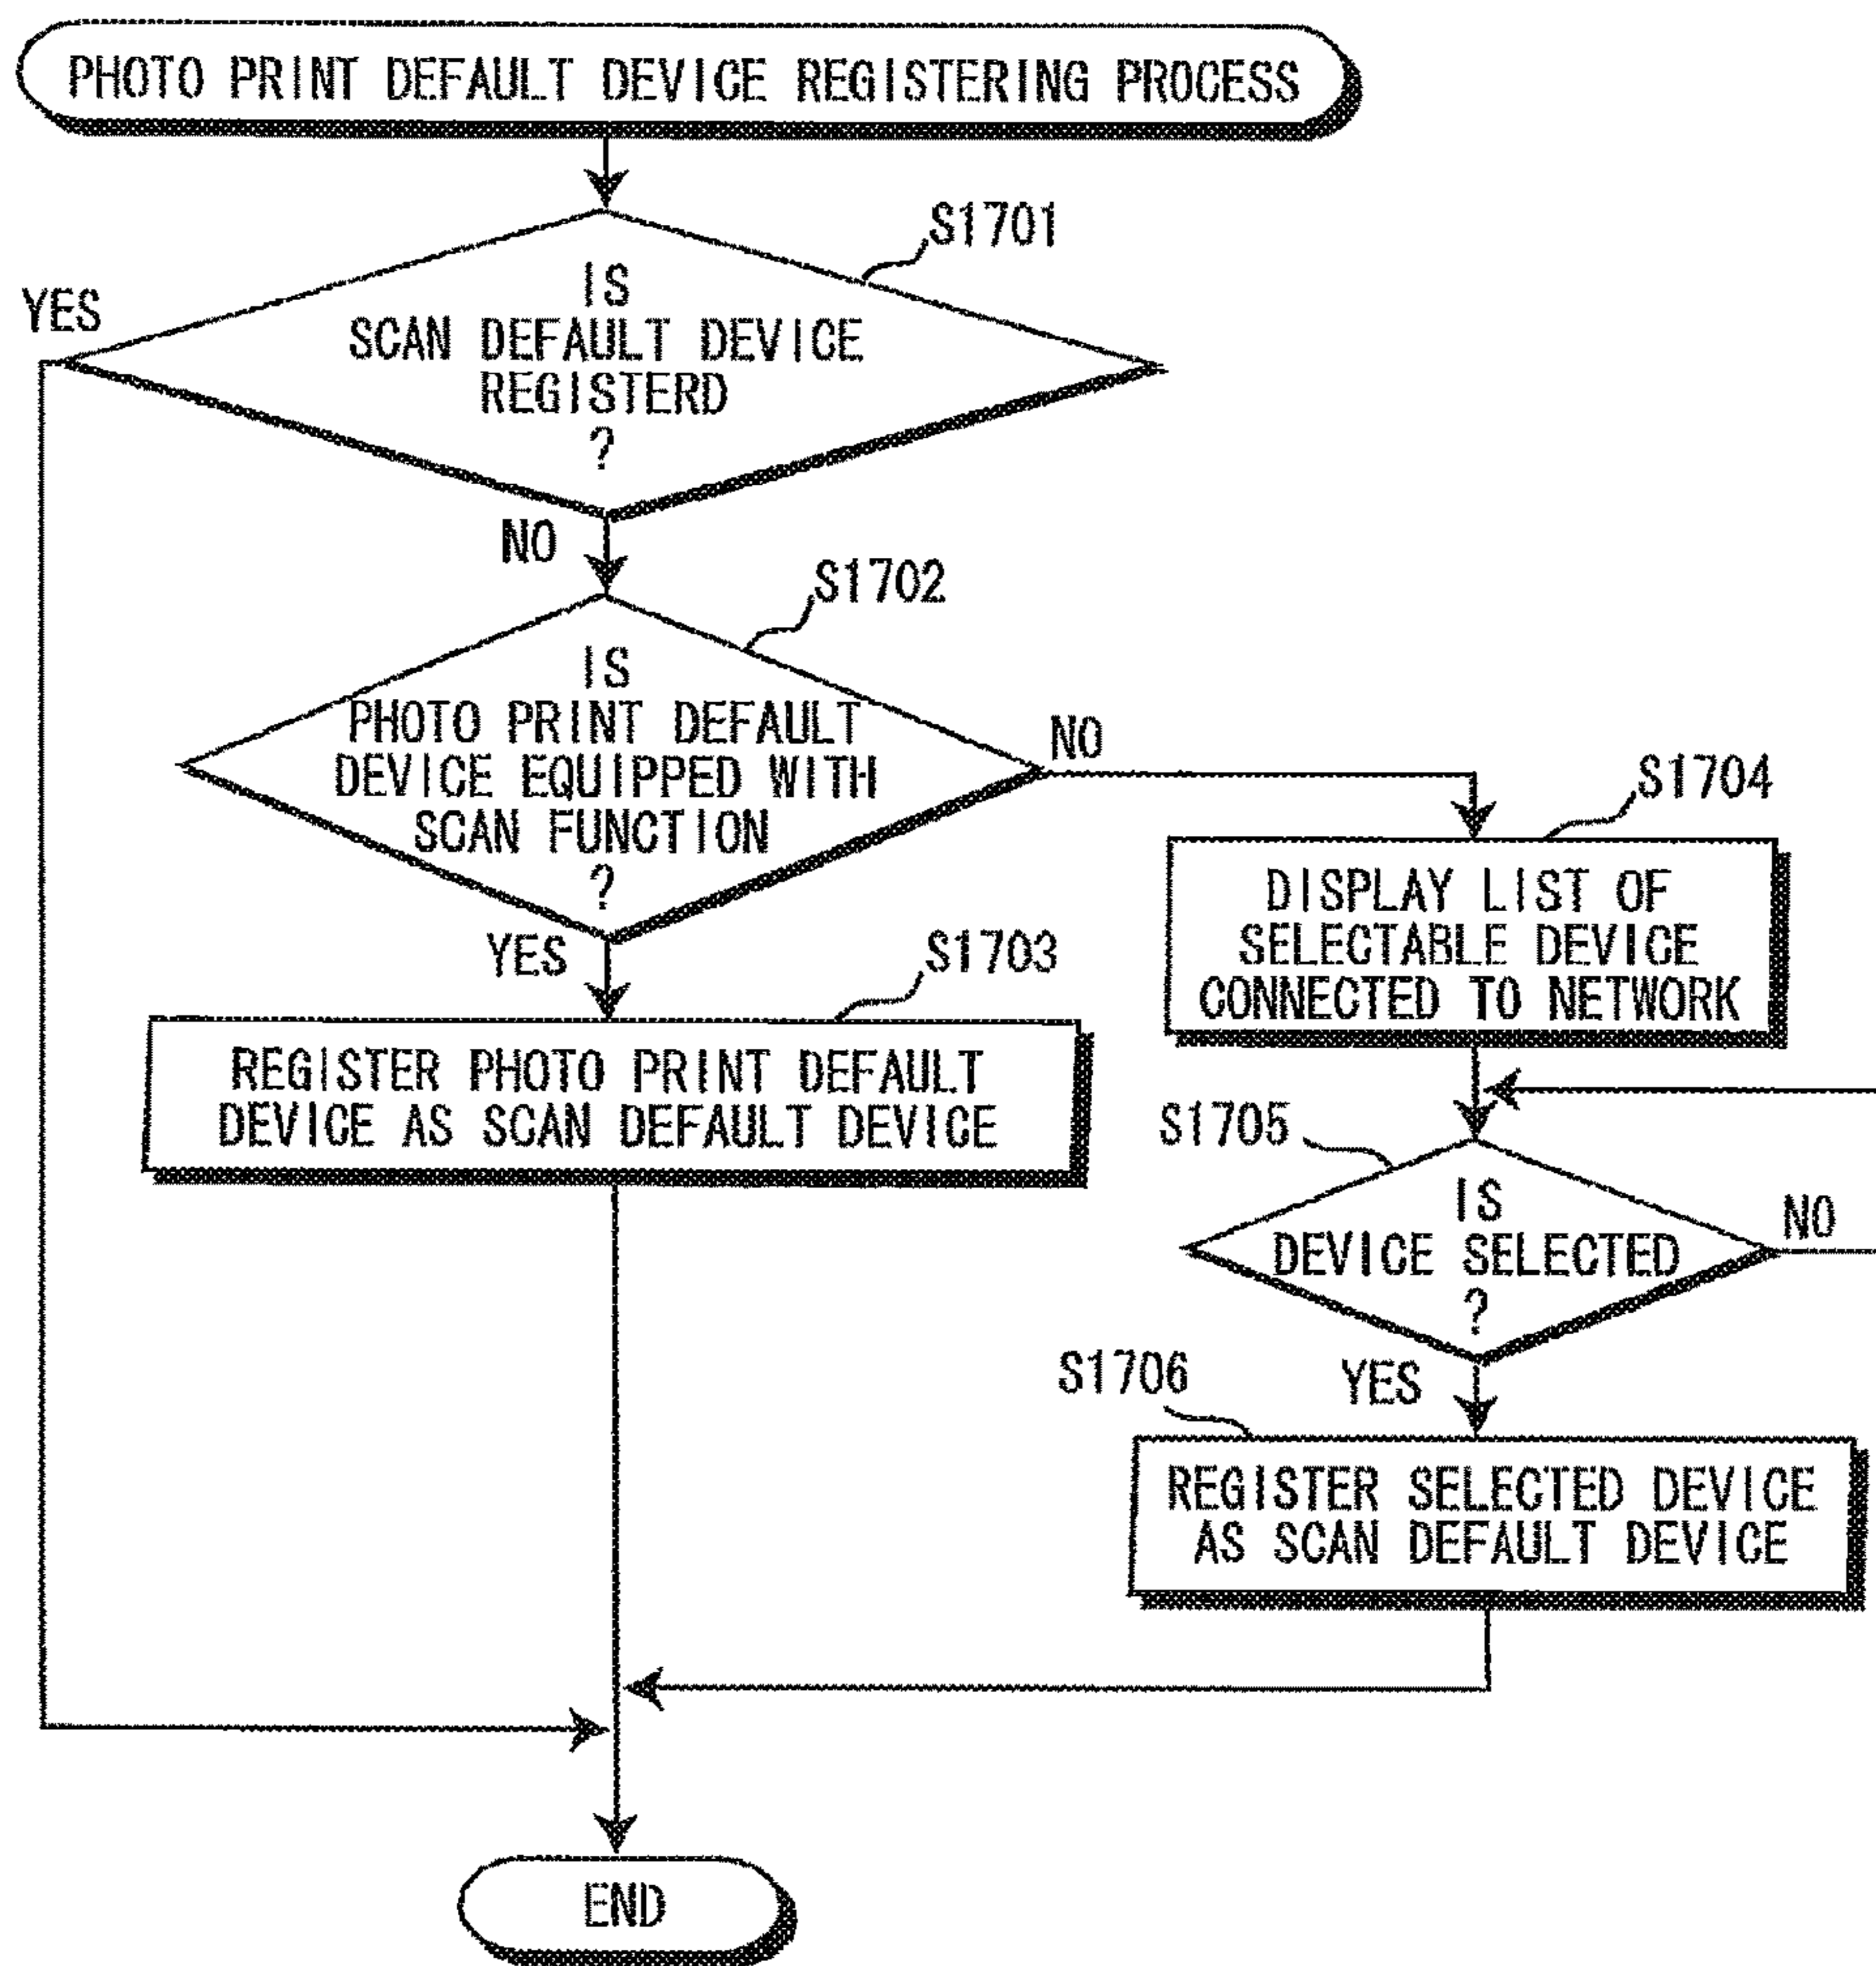 PHOTO PRINT DEFAULT DEVICE REGISTERING PROCESS
S1701
YES
IS
SCAN DEFAULT DEVICE
REGISTERD
?
NO
S1702
IS
PHOTO PRINT DEFAULT
DEVICE EQUIPPED WITH
SCAN FUNCTION
?
NO
YES
S1703
REGISTER PHOTO PRINT DEFAULT
DEVICE AS SCAN DEFAULT DEVICE
S1704
DISPLAY LIST OF
SELECTABLE DEVICE
CONNECTED TO NETWORK
S1705
IS
DEVICE SELECTED
?
NO
YES
S1706
REGISTER SELECTED DEVICE
AS SCAN DEFAULT DEVICE
END